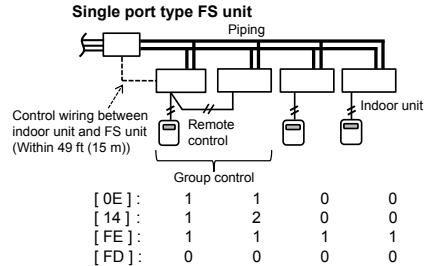 Single port type FS unit
Piping
Control wiring between
indoor unit and FS unit
(Within 49 ft (15 m))
Remote
control
Indoor unit
Group control
[ 0E ] : 1 1 0 0
[ 14 ] : 1 2 0 0
[ FE ] : 1 1 1 1
[ FD ] : 0 0 0 0